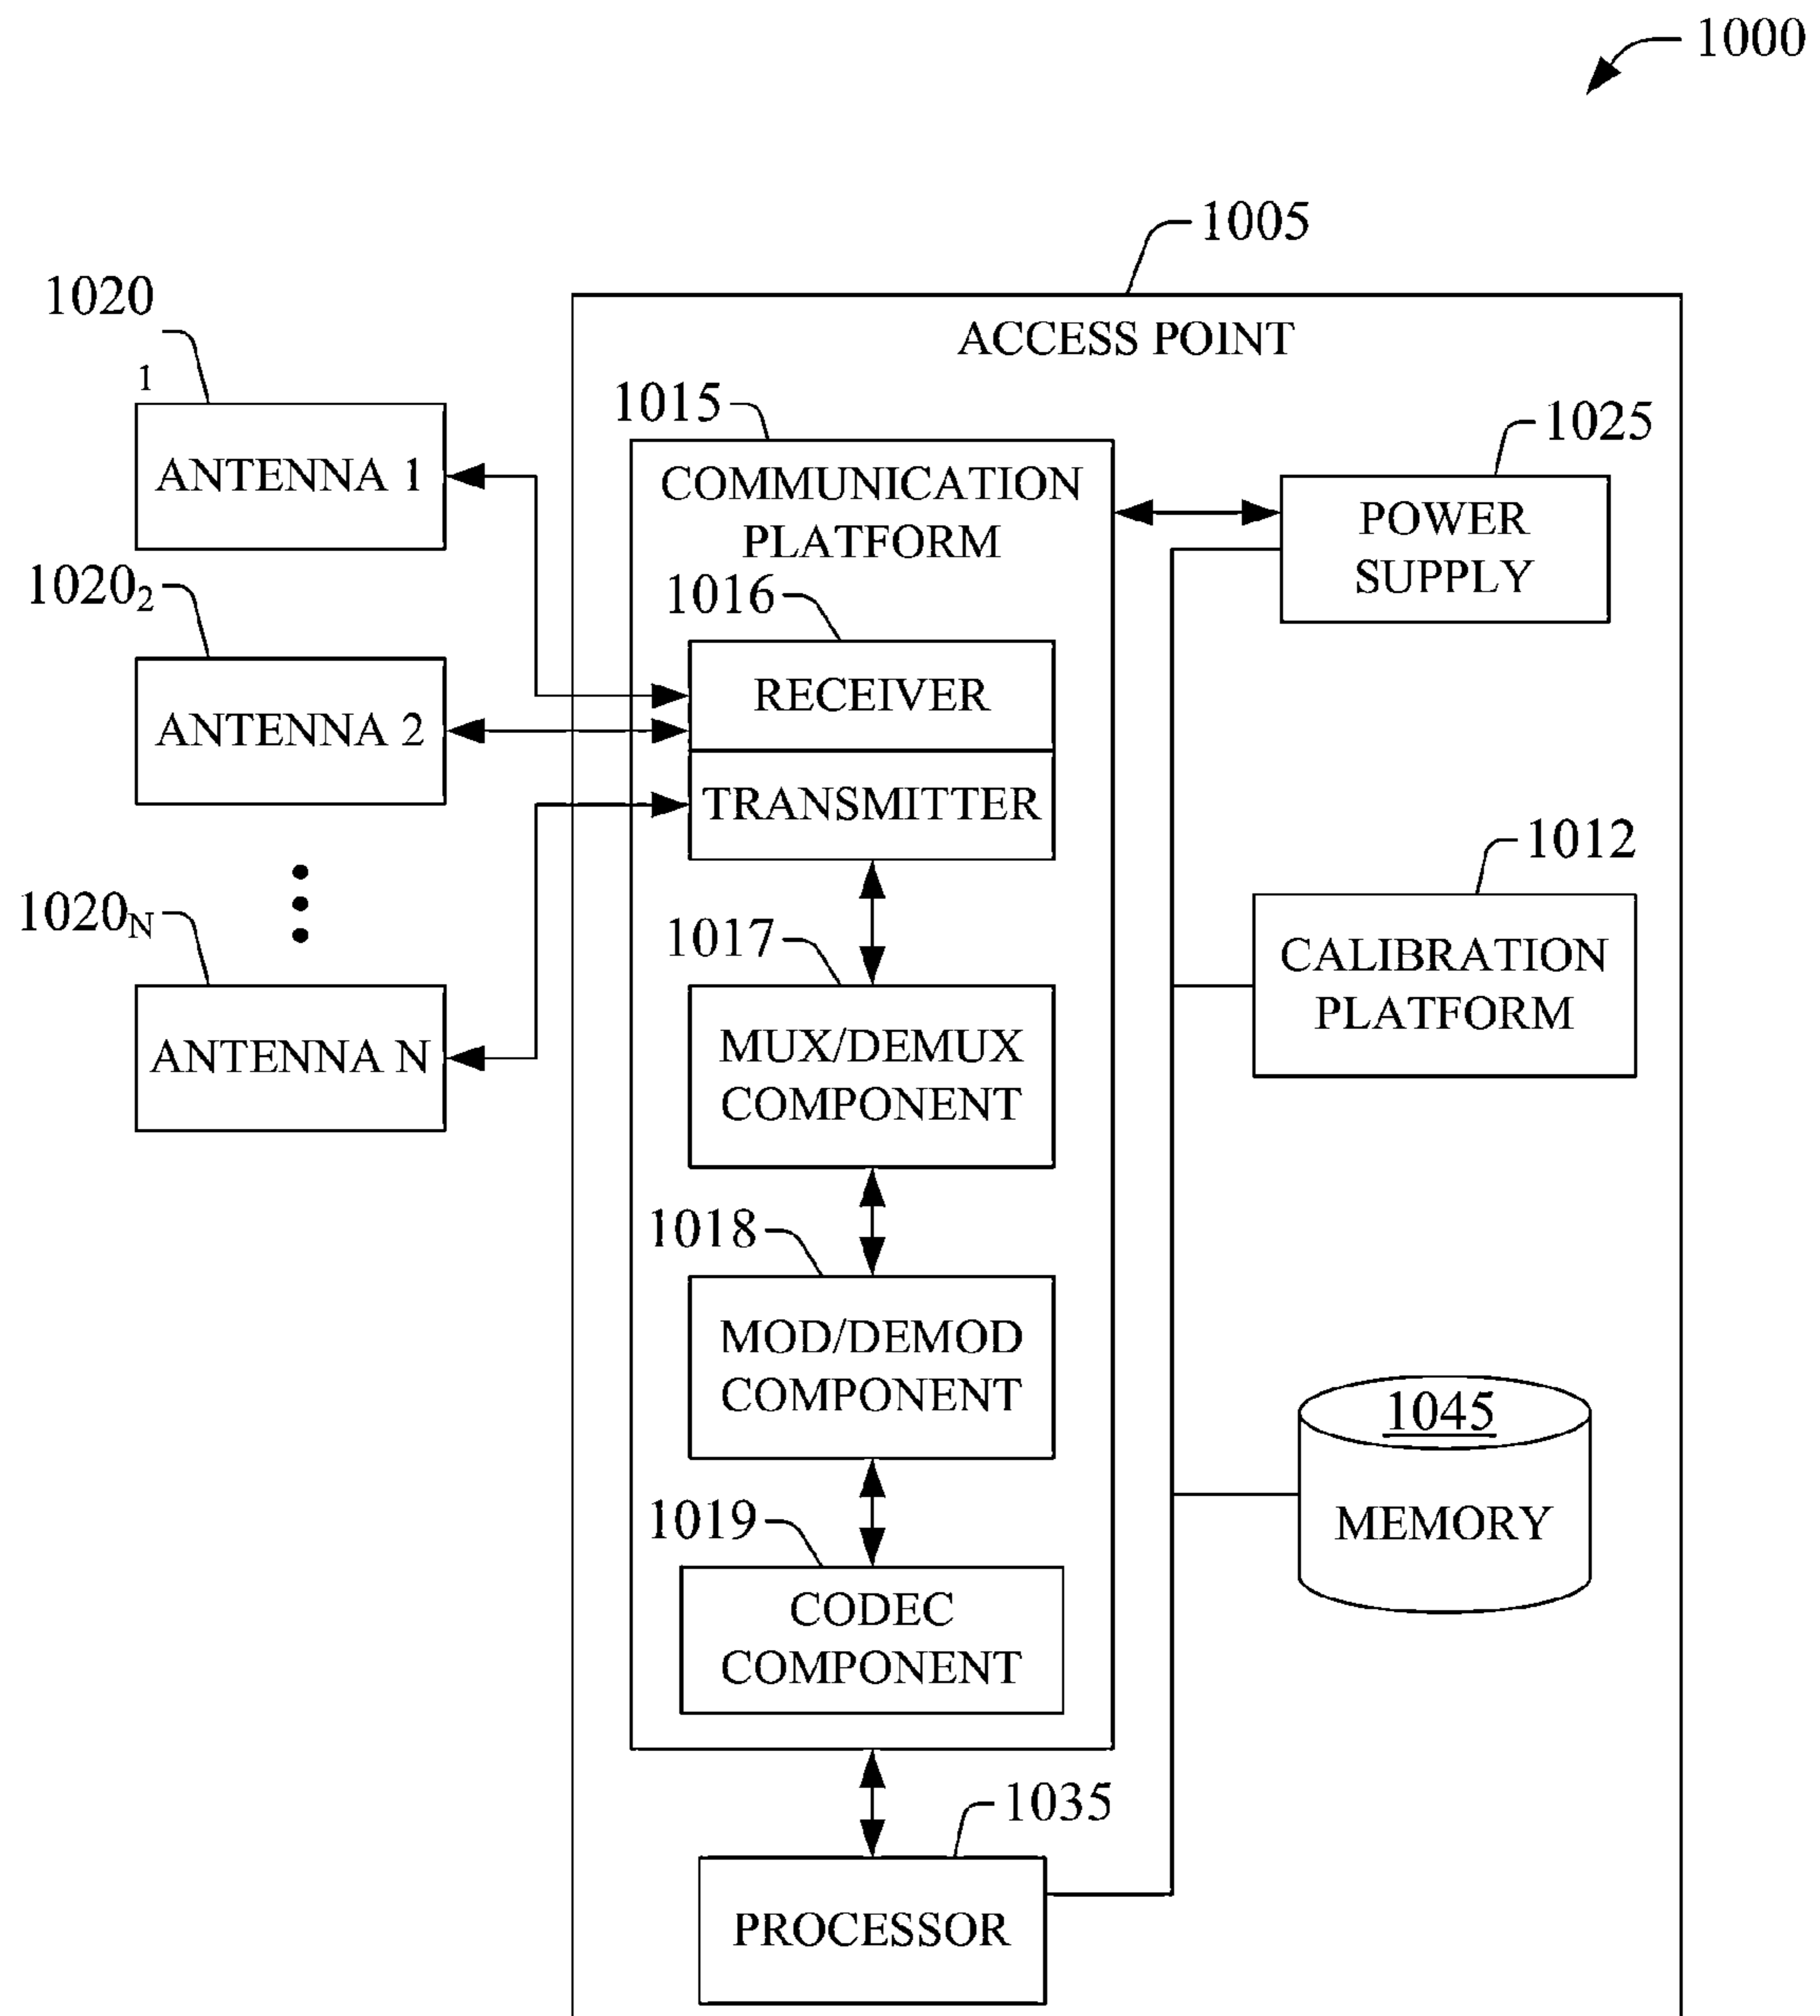 1000
1005
1020
1
ACCESS POINT
1015
1025
ANTENNA 1
COMMUNICATION
PLATFORM
POWER
SUPPLY
1020₂
1016
ANTENNA 2
RECEIVER
TRANSMITTER
1012
1020N
1017
CALIBRATION
PLATFORM
ANTENNA N
MUX/DEMUX
COMPONENT
1018
MOD/DEMOD
COMPONENT
1045
MEMORY
1019
CODEC
COMPONENT
1035
PROCESSOR